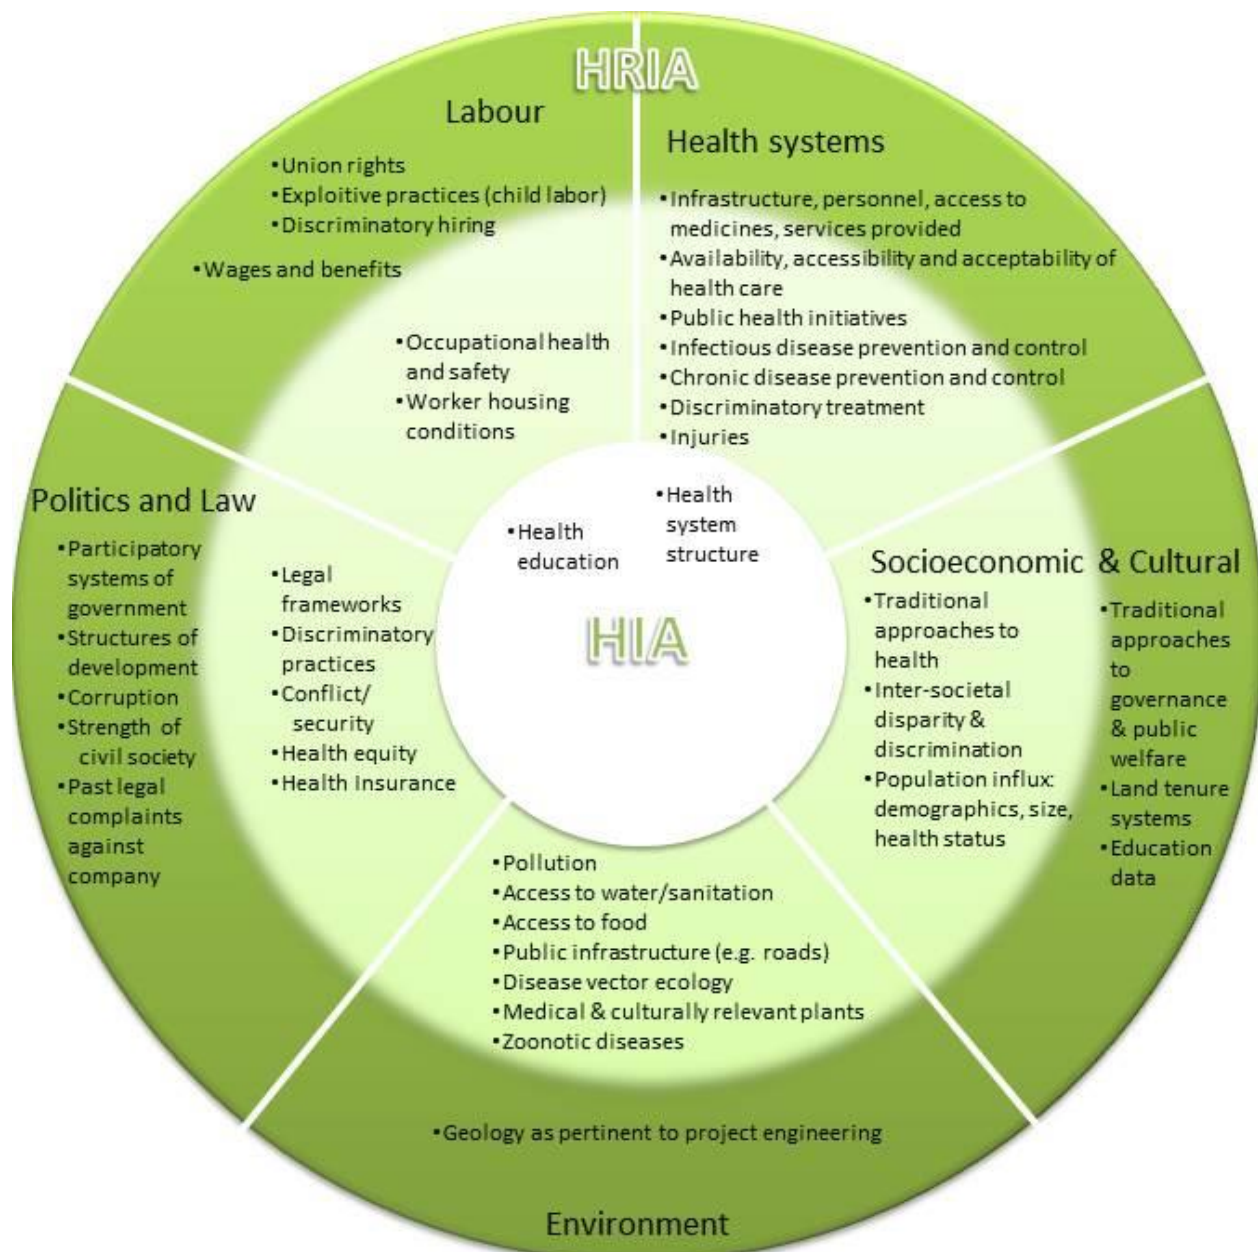 HRIA
Labour
•Union rights
•Exploitive practices (child labor)
•Discriminatory hiring
•Wages and benefits
•Occupational health
and safety
•Worker housing
conditions
Health systems
•Infrastructure, personnel, access to
medicines, services provided
•Availability, accessibility and acceptability of
health care
•Public health initiatives
•Infectious disease prevention and control
•Chronic disease prevention and control
•Discriminatory treatment
•Injuries
Politics and Law
•Participatory
systems of
government
•Structures of
development
•Corruption
•Strength of
civil society
•Past legal
complaints
against
company
•Legal
frameworks
•Discriminatory
practices
•Conflict/
security
•Health equity
•Health Insurance
•Health
education
•Health
system
structure
HIA
Socioeconomic & Cultural
•Traditional
approaches to
health
•Inter-societal
disparity &
discrimination
•Population influx:
demographics, size,
health status
•Traditional
approaches
to
governance
& public
welfare
•Land tenure
systems
•Education
data
•Pollution
•Access to water/sanitation
•Access to food
•Public infrastructure (e.g. roads)
•Disease vector ecology
•Medical & culturally relevant plants
•Zoonotic diseases
•Geology as pertinent to project engineering
Environment